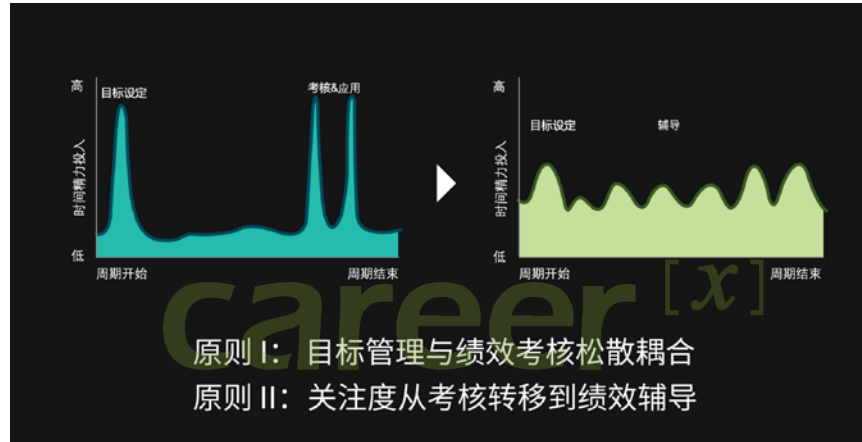 高
目标设定
考核&应用
时间精力投入
低
周期开始
周期结束
高
目标设定
辅导
时间精力投入
低
周期开始
周期结束
career[x]
原则 I： 目标管理与绩效考核松散耦合
原则 II：关注度从考核转移到绩效辅导